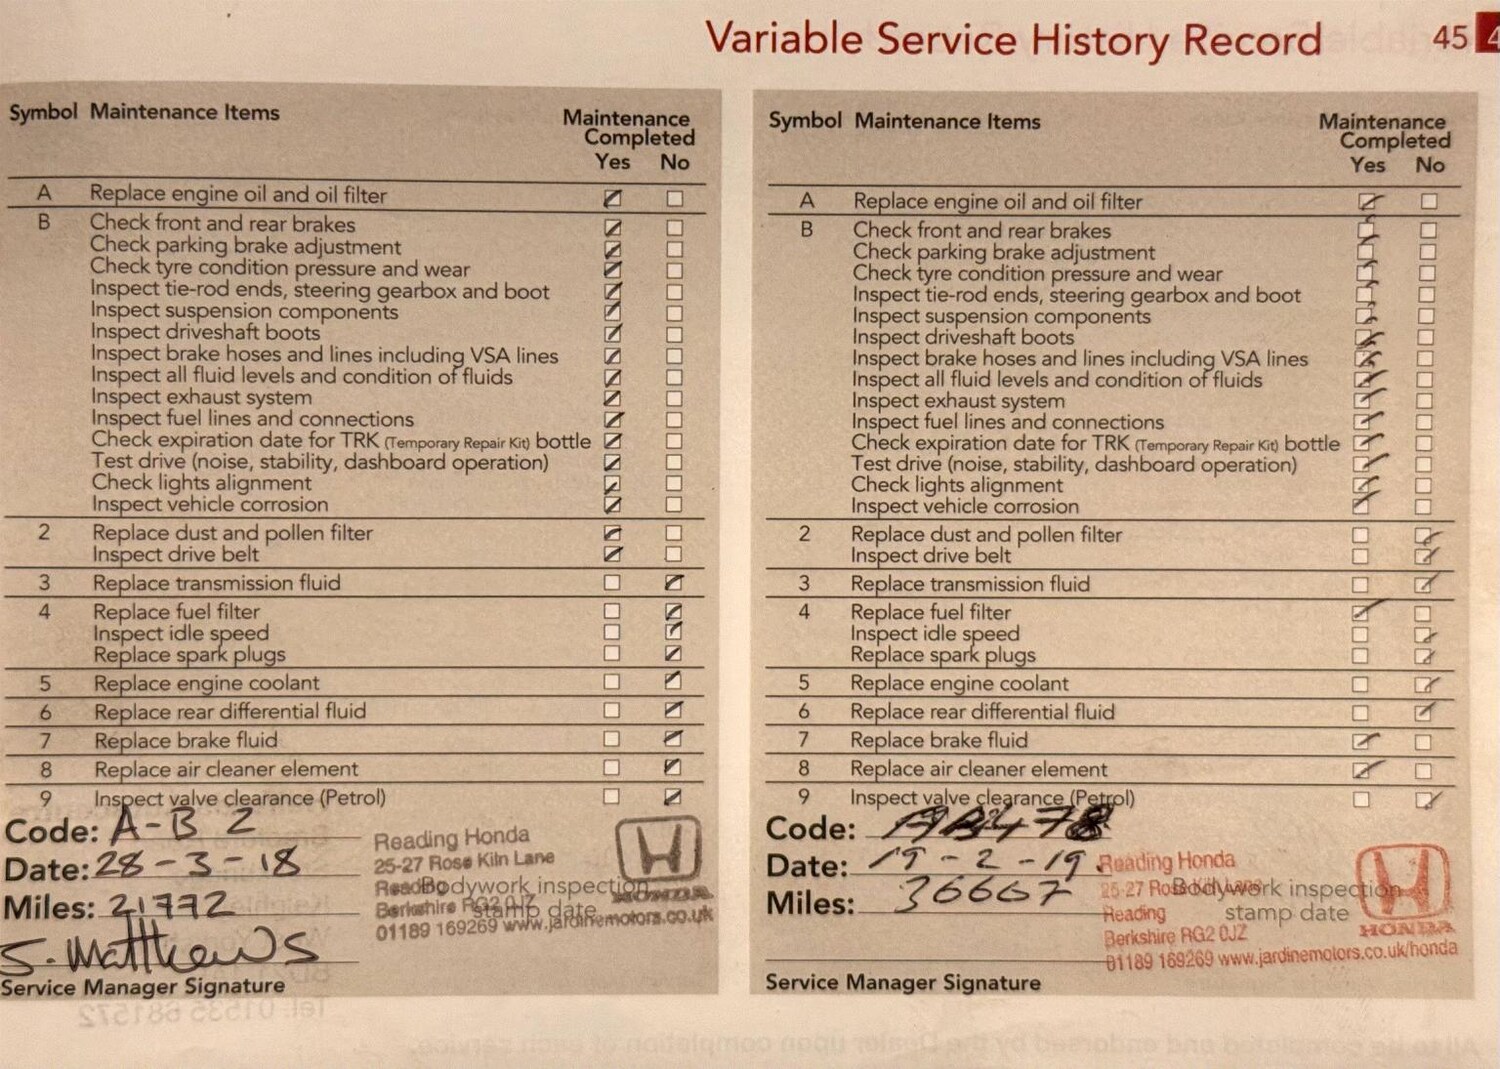 Variable Service History Record 45 4
Symbol Maintenance Items Maintenance Completed
Yes No
A Replace engine oil and oil filter
B Check front and rear brakes
Check parking brake adjustment
Check tyre condition pressure and wear
Inspect tie-rod ends, steering gearbox and boot
Inspect suspension components
Inspect driveshaft boots
Inspect brake hoses and lines including VSA lines
Inspect all fluid levels and condition of fluids
Inspect exhaust system
Inspect fuel lines and connections
Check expiration date for TRK (Temporary Repair Kit) bottle
Test drive (noise, stability, dashboard operation)
Check lights alignment
Inspect vehicle corrosion
2 Replace dust and pollen filter
Inspect drive belt
3 Replace transmission fluid
4 Replace fuel filter
Inspect idle speed
Replace spark plugs
5 Replace engine coolant
6 Replace rear differential fluid
7 Replace brake fluid
8 Replace air cleaner element
9 Inspect valve clearance (Petrol)
Code: A-B 2
Date: 28-3-18
Miles: 21772
S. Matthews
Service Manager Signature
Reading Honda
25-27 Rose Kiln Lane
Reading
Berkshire RG2 0JZ
01189 169269 www.jardinemotors.co.uk
HONDA
Bodywork inspection
stamp date
Symbol Maintenance Items Maintenance Completed
Yes No
A Replace engine oil and oil filter
B Check front and rear brakes
Check parking brake adjustment
Check tyre condition pressure and wear
Inspect tie-rod ends, steering gearbox and boot
Inspect suspension components
Inspect driveshaft boots
Inspect brake hoses and lines including VSA lines
Inspect all fluid levels and condition of fluids
Inspect exhaust system
Inspect fuel lines and connections
Check expiration date for TRK (Temporary Repair Kit) bottle
Test drive (noise, stability, dashboard operation)
Check lights alignment
Inspect vehicle corrosion
2 Replace dust and pollen filter
Inspect drive belt
3 Replace transmission fluid
4 Replace fuel filter
Inspect idle speed
Replace spark plugs
5 Replace engine coolant
6 Replace rear differential fluid
7 Replace brake fluid
8 Replace air cleaner element
9 Inspect valve clearance (Petrol)
Code:
Date: 19-2-19
Miles: 36667
Service Manager Signature
Reading Honda
25-27 Rose Kiln Lane
Reading
Berkshire RG2 0JZ
01189 169269 www.jardinemotors.co.uk/honda
HONDA
Bodywork inspection
stamp date